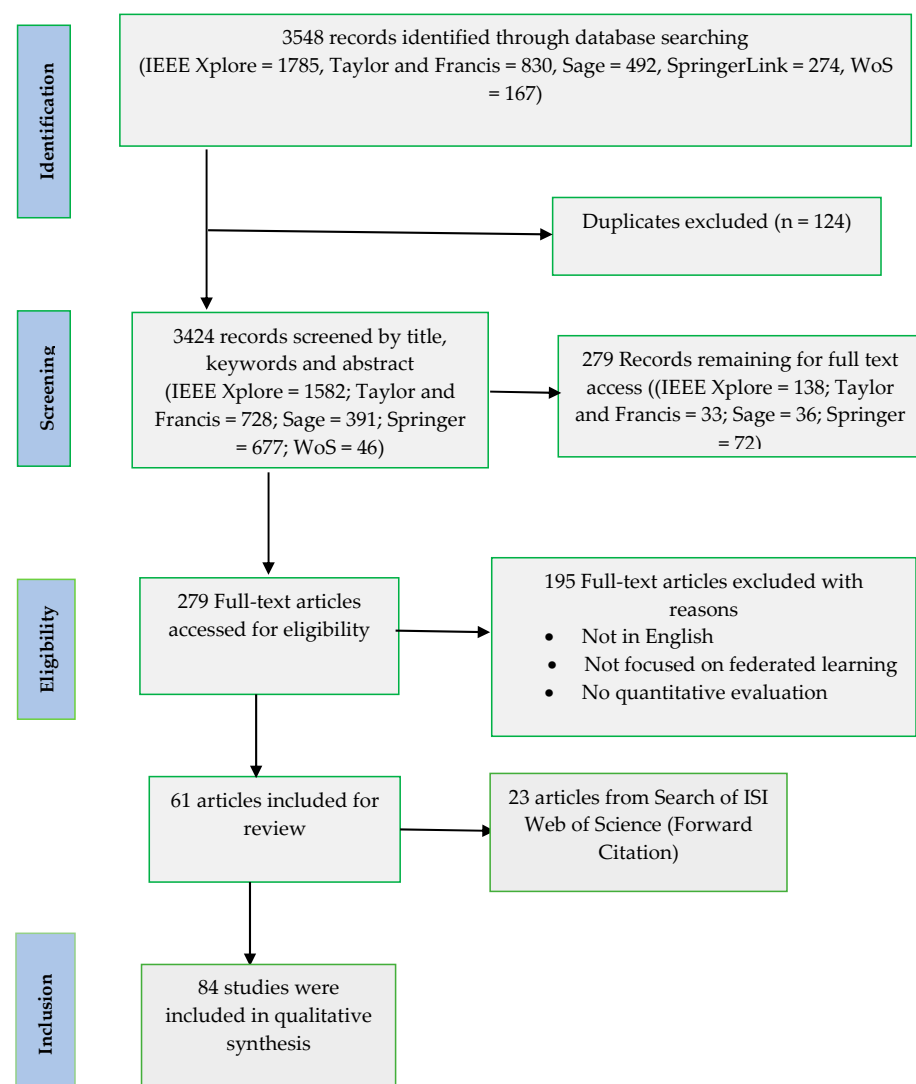 Identification
3548 records identified through database searching
(IEEE Xplore = 1785, Taylor and Francis = 830, Sage = 492, SpringerLink = 274, WoS
= 167)
Duplicates excluded (n = 124)
Screening
3424 records screened by title,
keywords and abstract
(IEEE Xplore = 1582; Taylor and
Francis = 728; Sage = 391; Springer
= 677; WoS = 46)
279 Records remaining for full text
access ((IEEE Xplore = 138; Taylor
and Francis = 33; Sage = 36; Springer
= 72)
Eligibility
279 Full-text articles
accessed for eligibility
195 Full-text articles excluded with
reasons
• Not in English
• Not focused on federated learning
• No quantitative evaluation
61 articles included for
review
23 articles from Search of ISI
Web of Science (Forward
Citation)
Inclusion
84 studies were
included in qualitative
synthesis